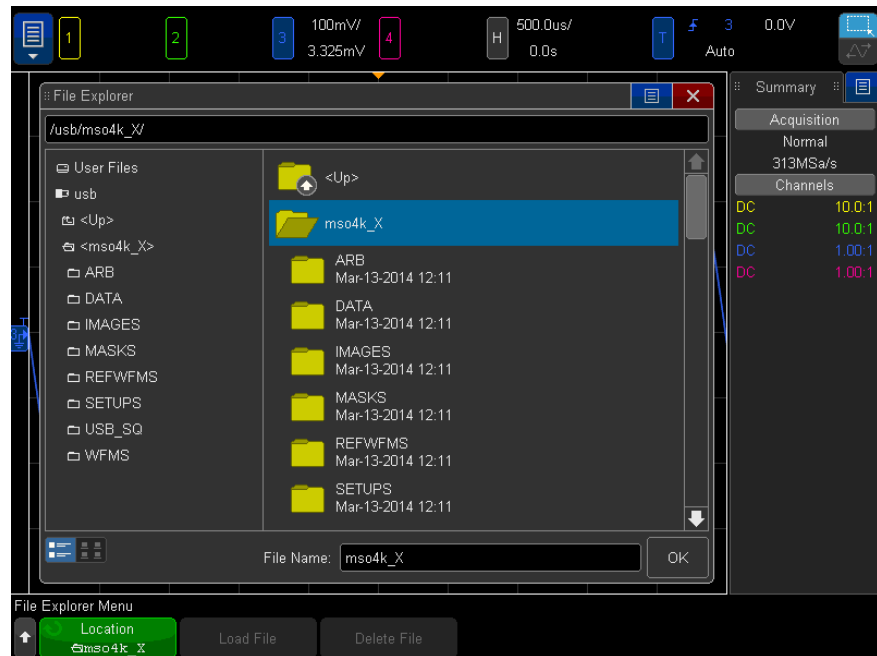 1
2
3
100mV/
3.325mV
4
H
500.0us/
0.0s
T
3
0.0V
Auto
File Explorer
Summary
/usb/mso4k_X/
Acquisition
Normal
313MSa/s
Channels
DC 10.0:1
DC 10.0:1
DC 1.00:1
DC 1.00:1
User Files
usb
<Up>
<mso4k_X>
ARB
DATA
IMAGES
MASKS
REFWFMS
SETUPS
USB_SQ
WFMS
<Up>
mso4k_X
ARB
Mar-13-2014 12:11
DATA
Mar-13-2014 12:11
IMAGES
Mar-13-2014 12:11
MASKS
Mar-13-2014 12:11
REFWFMS
Mar-13-2014 12:11
SETUPS
Mar-13-2014 12:11
File Name: mso4k_X
OK
File Explorer Menu
Location
mso4k_X
Load File
Delete File